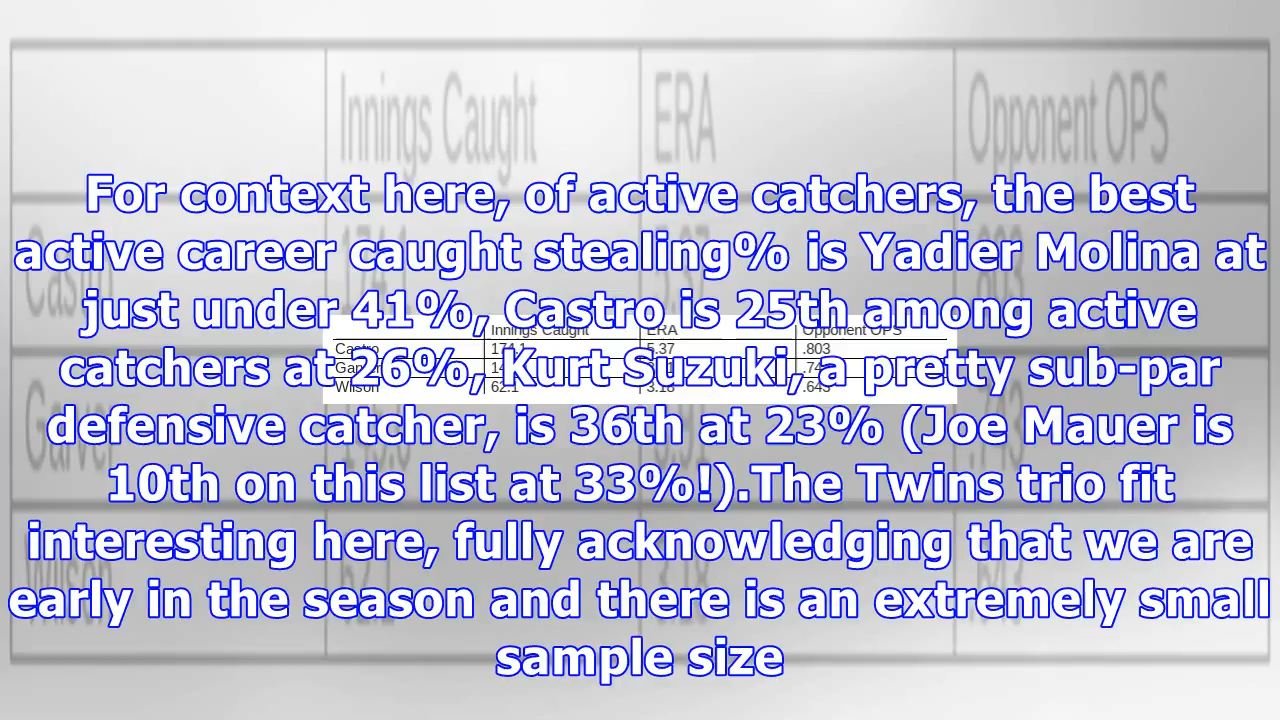 For context here, of active catchers, the best
active career caught stealing% is Yadier Molina at
just under 41%, Castro is 25th among active
catchers at 26%, Kurt Suzuki, a pretty sub-par
defensive catcher, is 36th at 23% (Joe Mauer is
10th on this list at 33%!).The Twins trio fit
interesting here, fully acknowledging that we are
early in the season and there is an extremely small
sample size
Innings Caught ERA Opponent OPS
Castro 174.1 5.37 .803
Garver
Wilson 62.1 3.18 .643